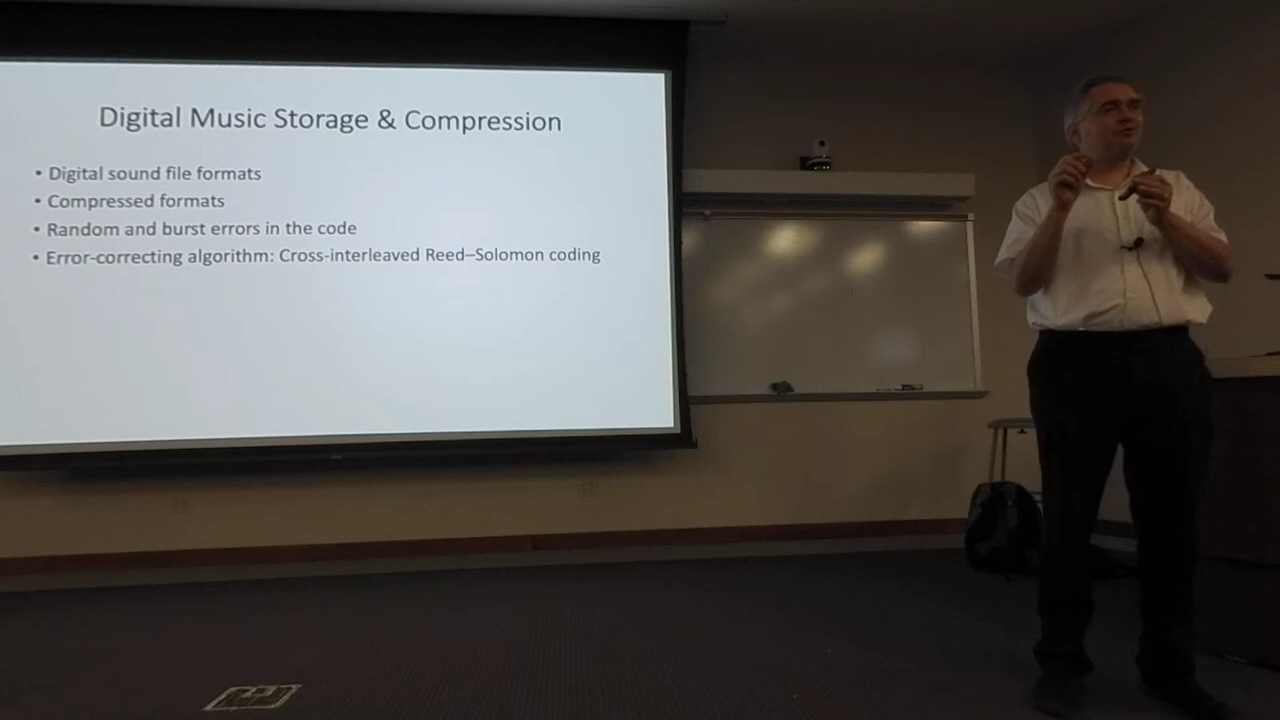 Digital Music Storage & Compression
• Digital sound file formats
• Compressed formats
• Random and burst errors in the code
• Error-correcting algorithm: Cross-interleaved Reed–Solomon coding